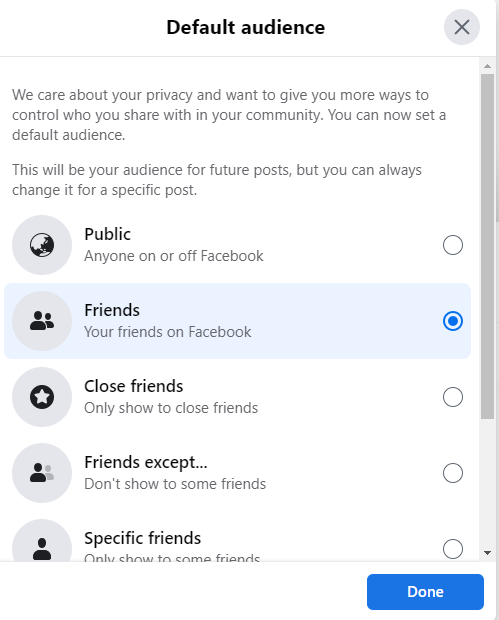 Default audience
We care about your privacy and want to give you more ways to
control who you share with in your community. You can now set a
default audience.
This will be your audience for future posts, but you can always
change it for a specific post.
Public
Anyone on or off Facebook
Friends
Your friends on Facebook
Close friends
Only show to close friends
Friends except...
Don't show to some friends
Specific friends
Only show to some friends
Done